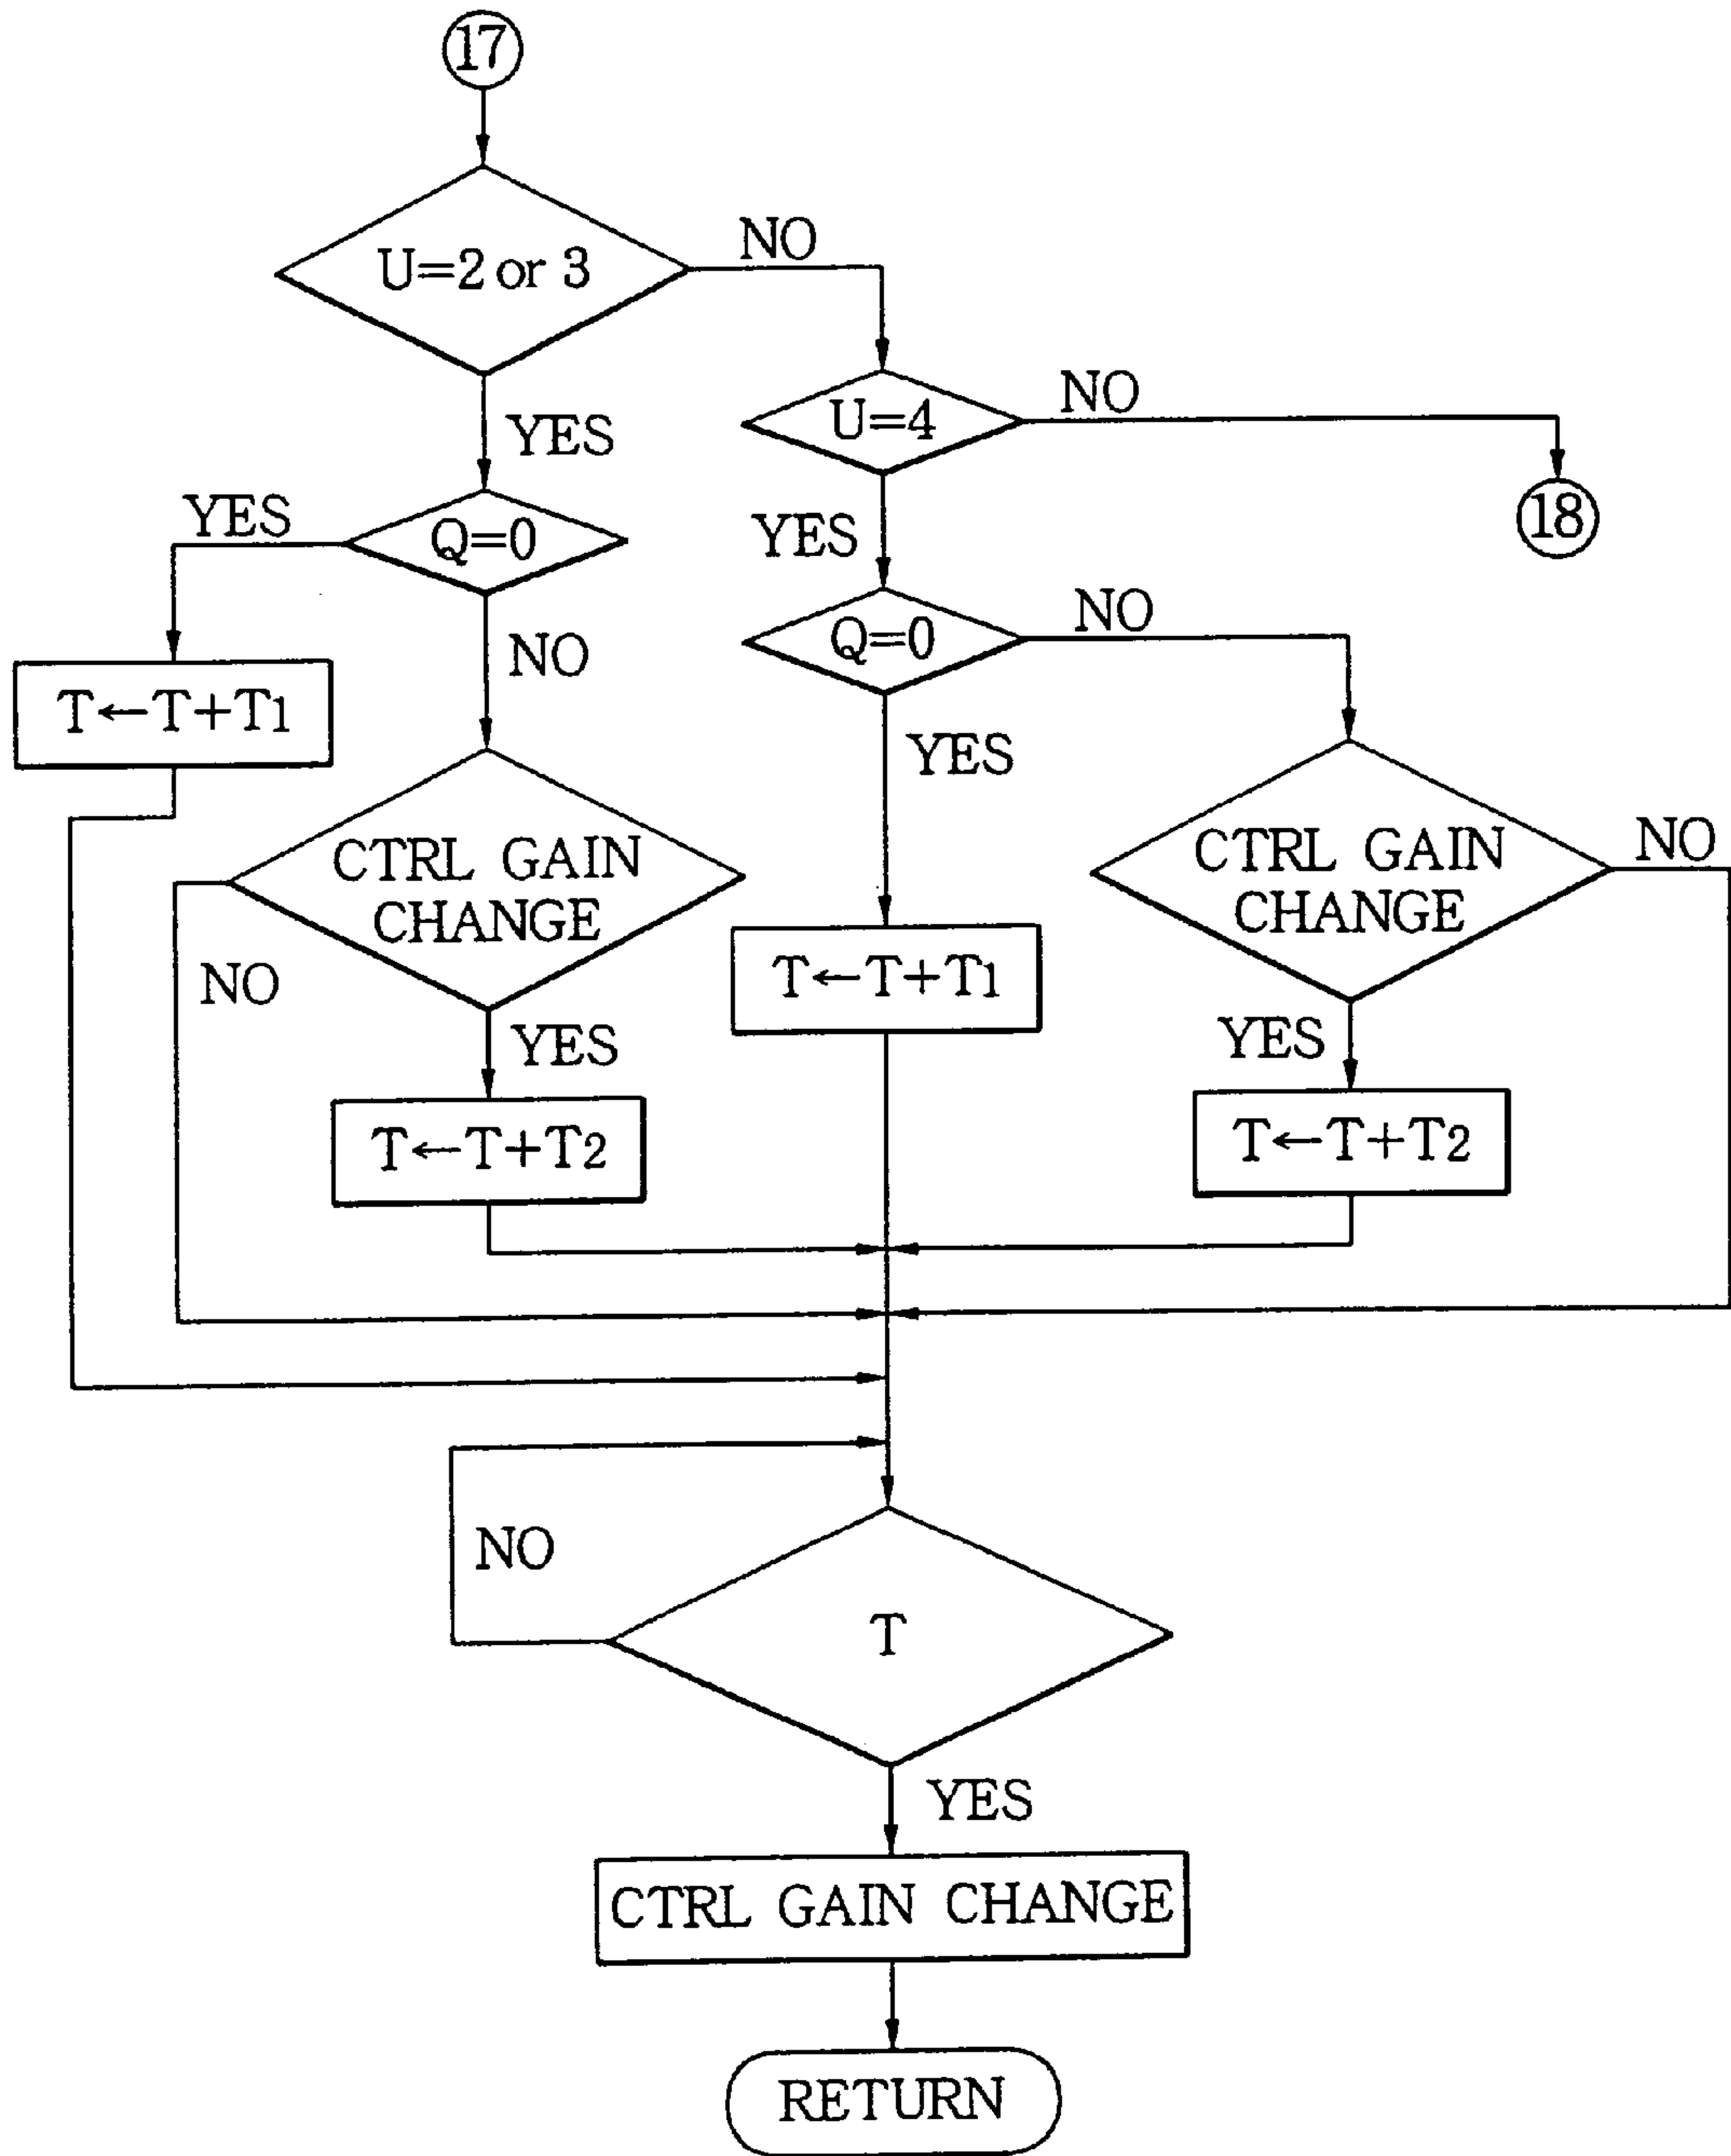 17
U=2 or 3
NO
YES
U=4
NO
18
YES
Q=0
NO
YES
Q=0
NO
YES
T←T+T1
CTRL GAIN
CHANGE
NO
YES
T←T+T2
T←T+T1
CTRL GAIN
CHANGE
NO
YES
T←T+T2
T
NO
YES
CTRL GAIN CHANGE
RETURN